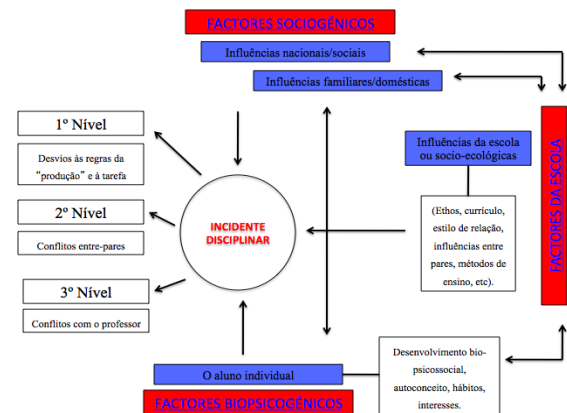 FACTORES SOCIOGÉNICOS
Influências nacionais/sociais
Influências familiares/domésticas
1º Nível
Desvios às regras da
“produção” e à tarefa
2º Nível
Conflitos entre-pares
3º Nível
Conflitos com o professor
INCIDENTE
DISCIPLINAR
Influências da escola
ou socio-ecológicas
(Ethos, currículo,
estilo de relação,
influências entre
pares, métodos de
ensino, etc).
FACTORES DA ESCOLA
O aluno individual
FACTORES BIOPSICOGÉNICOS
Desenvolvimento bio-
psicossocial,
autoconceito, hábitos,
interesses.